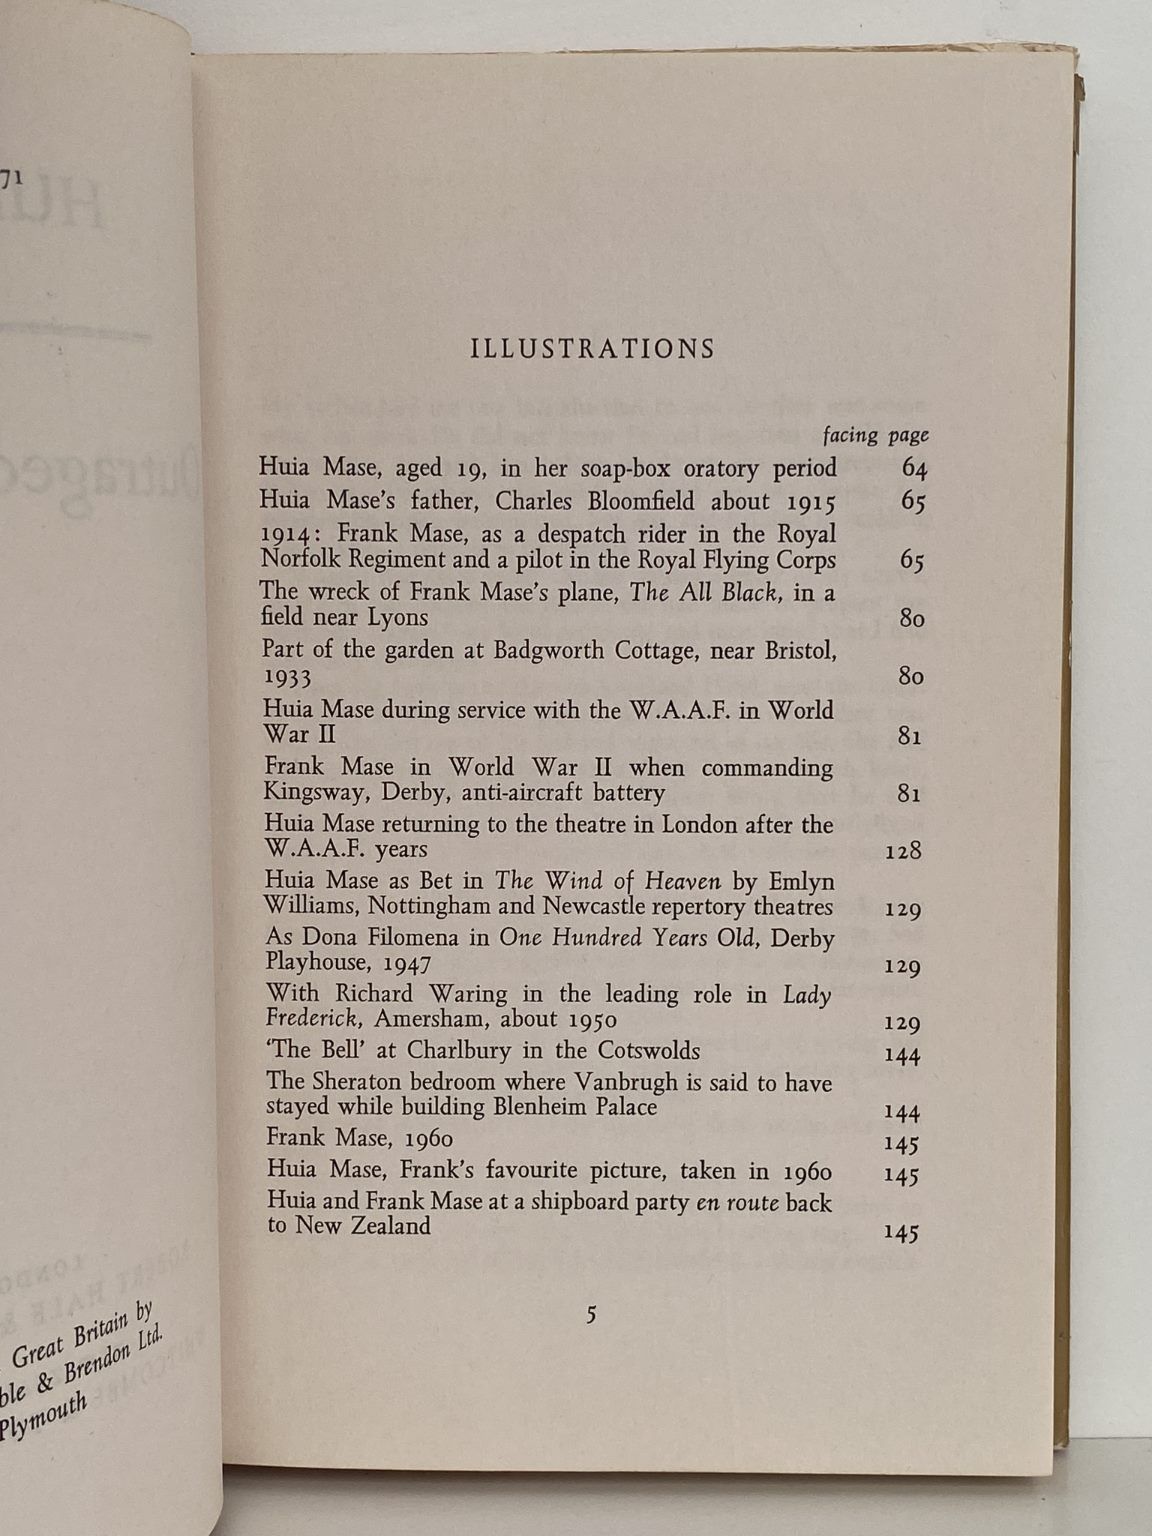 71
Great Britain by
& Brendon Ltd.
Plymouth
ILLUSTRATIONS
facing page
Huia Mase, aged 19, in her soap-box oratory period 64
Huia Mase's father, Charles Bloomfield about 1915 65
1914: Frank Mase, as a despatch rider in the Royal
Norfolk Regiment and a pilot in the Royal Flying Corps 65
The wreck of Frank Mase's plane, The All Black, in a
field near Lyons 80
Part of the garden at Badgworth Cottage, near Bristol,
1933 80
Huia Mase during service with the W.A.A.F. in World
War II 81
Frank Mase in World War II when commanding
Kingsway, Derby, anti-aircraft battery 81
Huia Mase returning to the theatre in London after the
W.A.A.F. years 128
Huia Mase as Bet in The Wind of Heaven by Emlyn
Williams, Nottingham and Newcastle repertory theatres 129
As Dona Filomena in One Hundred Years Old, Derby
Playhouse, 1947 129
With Richard Waring in the leading role in Lady
Frederick, Amersham, about 1950 129
'The Bell' at Charlbury in the Cotswolds 144
The Sheraton bedroom where Vanbrugh is said to have
stayed while building Blenheim Palace 144
Frank Mase, 1960 145
Huia Mase, Frank's favourite picture, taken in 1960 145
Huia and Frank Mase at a shipboard party en route back
to New Zealand 145
5